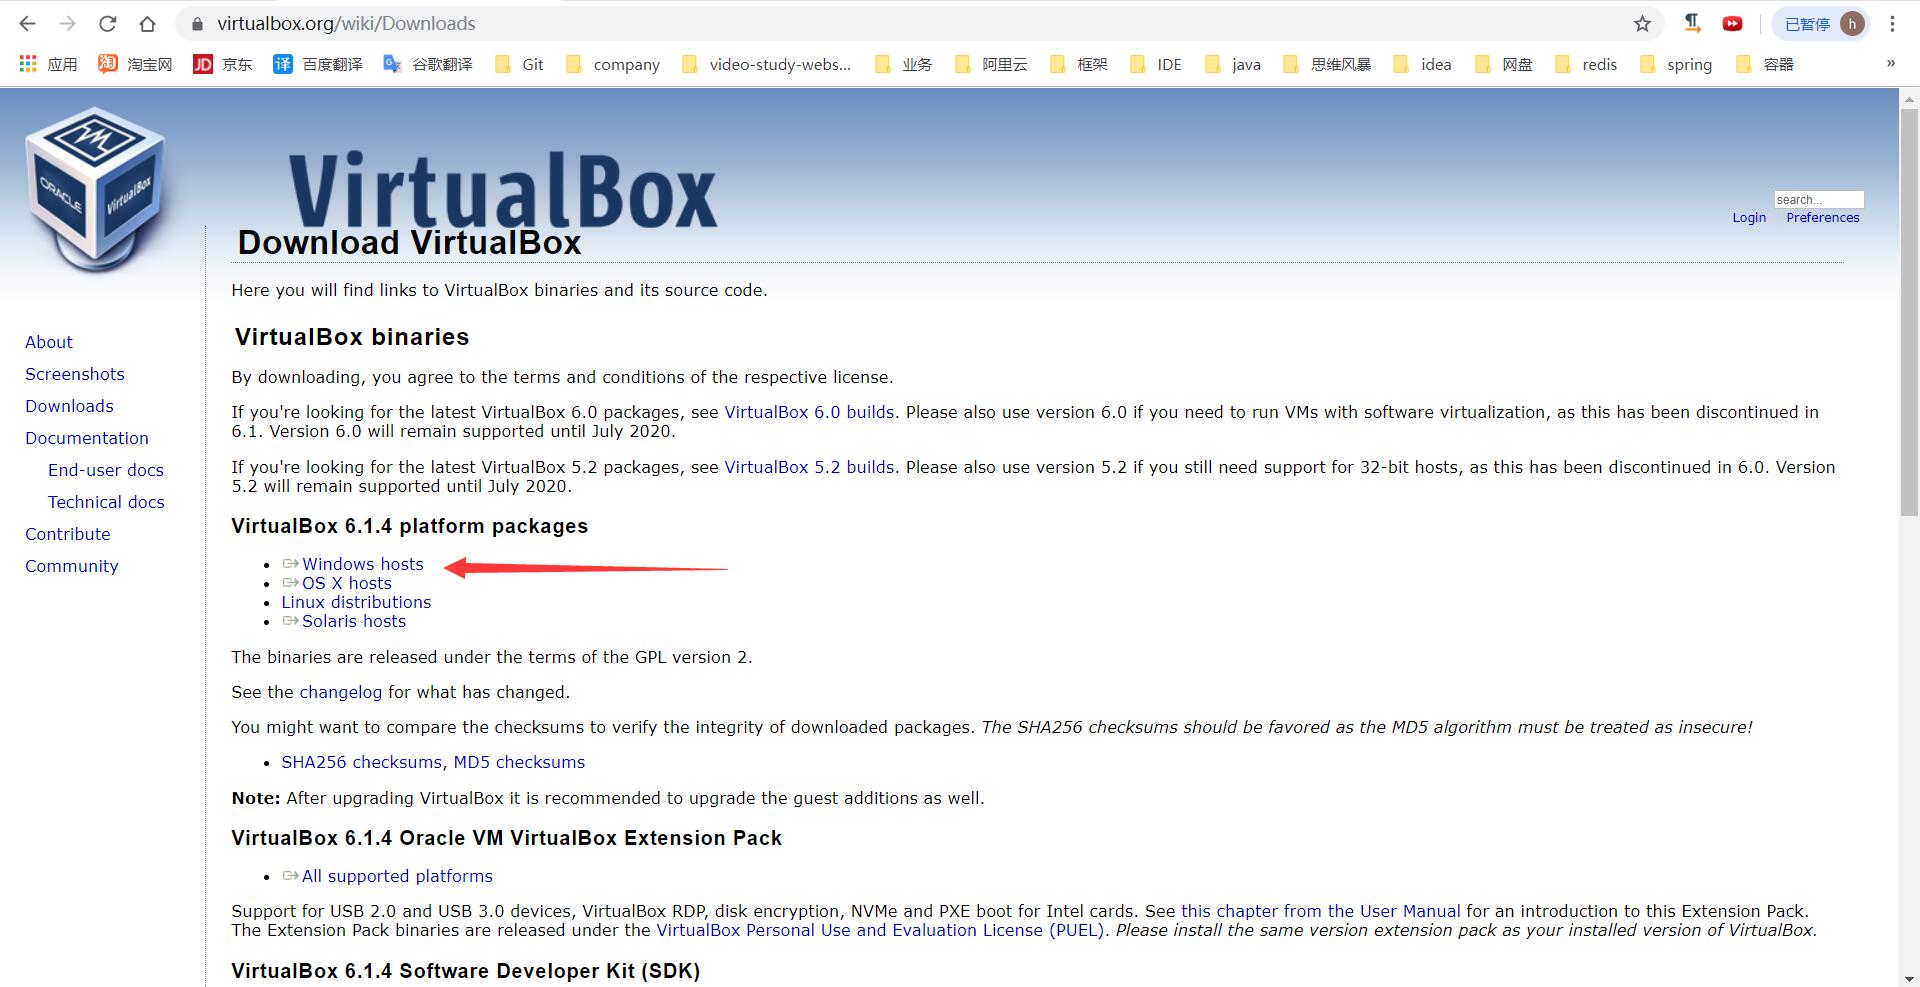 virtualbox.org/wiki/Downloads
已暂停 h
应用 淘 淘宝网 JD 京东 译 百度翻译 谷歌翻译 Git company video-study-webs... 业务 阿里云 框架 IDE java 思维风暴 idea 网盘 redis spring 容器 »
ORACLE
VirtualBox
VirtualBox
search...
Login Preferences
Download VirtualBox
Here you will find links to VirtualBox binaries and its source code.
About
Screenshots
Downloads
Documentation
End-user docs
Technical docs
Contribute
Community
VirtualBox binaries
By downloading, you agree to the terms and conditions of the respective license.
If you're looking for the latest VirtualBox 6.0 packages, see VirtualBox 6.0 builds. Please also use version 6.0 if you need to run VMs with software virtualization, as this has been discontinued in
6.1. Version 6.0 will remain supported until July 2020.
If you're looking for the latest VirtualBox 5.2 packages, see VirtualBox 5.2 builds. Please also use version 5.2 if you still need support for 32-bit hosts, as this has been discontinued in 6.0. Version
5.2 will remain supported until July 2020.
VirtualBox 6.1.4 platform packages
• Windows hosts
• OS X hosts
• Linux distributions
• Solaris hosts
The binaries are released under the terms of the GPL version 2.
See the changelog for what has changed.
You might want to compare the checksums to verify the integrity of downloaded packages. The SHA256 checksums should be favored as the MD5 algorithm must be treated as insecure!
• SHA256 checksums, MD5 checksums
Note: After upgrading VirtualBox it is recommended to upgrade the guest additions as well.
VirtualBox 6.1.4 Oracle VM VirtualBox Extension Pack
• All supported platforms
Support for USB 2.0 and USB 3.0 devices, VirtualBox RDP, disk encryption, NVMe and PXE boot for Intel cards. See this chapter from the User Manual for an introduction to this Extension Pack.
The Extension Pack binaries are released under the VirtualBox Personal Use and Evaluation License (PUEL). Please install the same version extension pack as your installed version of VirtualBox.
VirtualBox 6.1.4 Software Developer Kit (SDK)